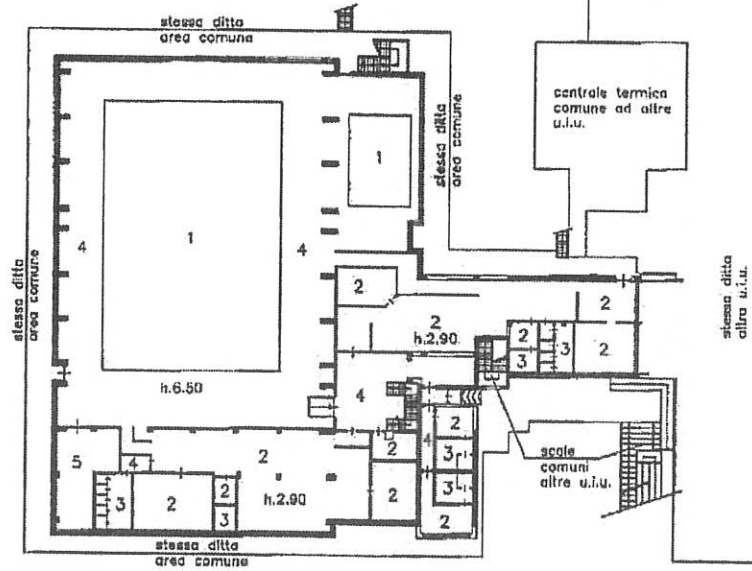 stessa ditta
area comune
centrale termica
comune ad altre
u.i.u.
1
stessa ditta
area comune
4
1
4
stessa ditta
area comune
stessa ditta
altra u.i.u.
2
2
2
h.2.90
2
3
3
2
h.6.50
4
2
4
2
5
4
2
2
3
scale
comuni
altre u.i.u.
3
2
2
h.2.90
2
3
3
2
stessa ditta
area comune